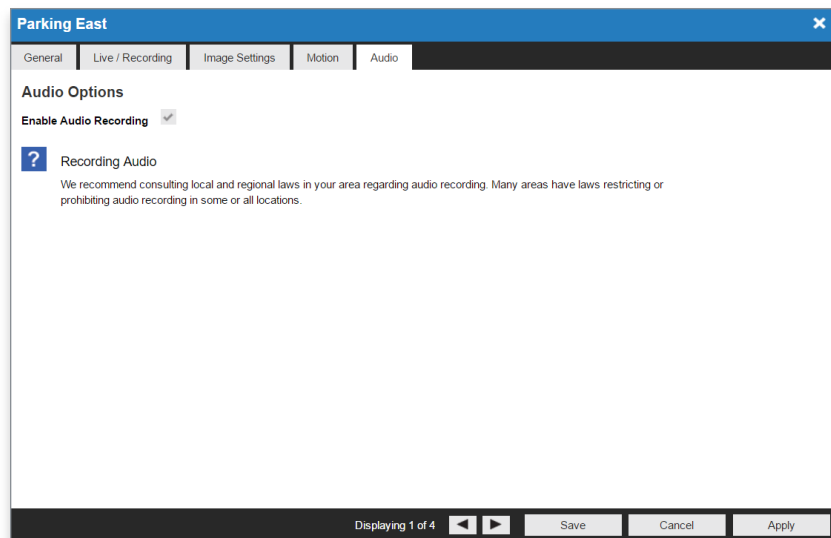 Parking East
General Live / Recording Image Settings Motion Audio
Audio Options
Enable Audio Recording
? Recording Audio
We recommend consulting local and regional laws in your area regarding audio recording. Many areas have laws restricting or
prohibiting audio recording in some or all locations.
Displaying 1 of 4 Save Cancel Apply